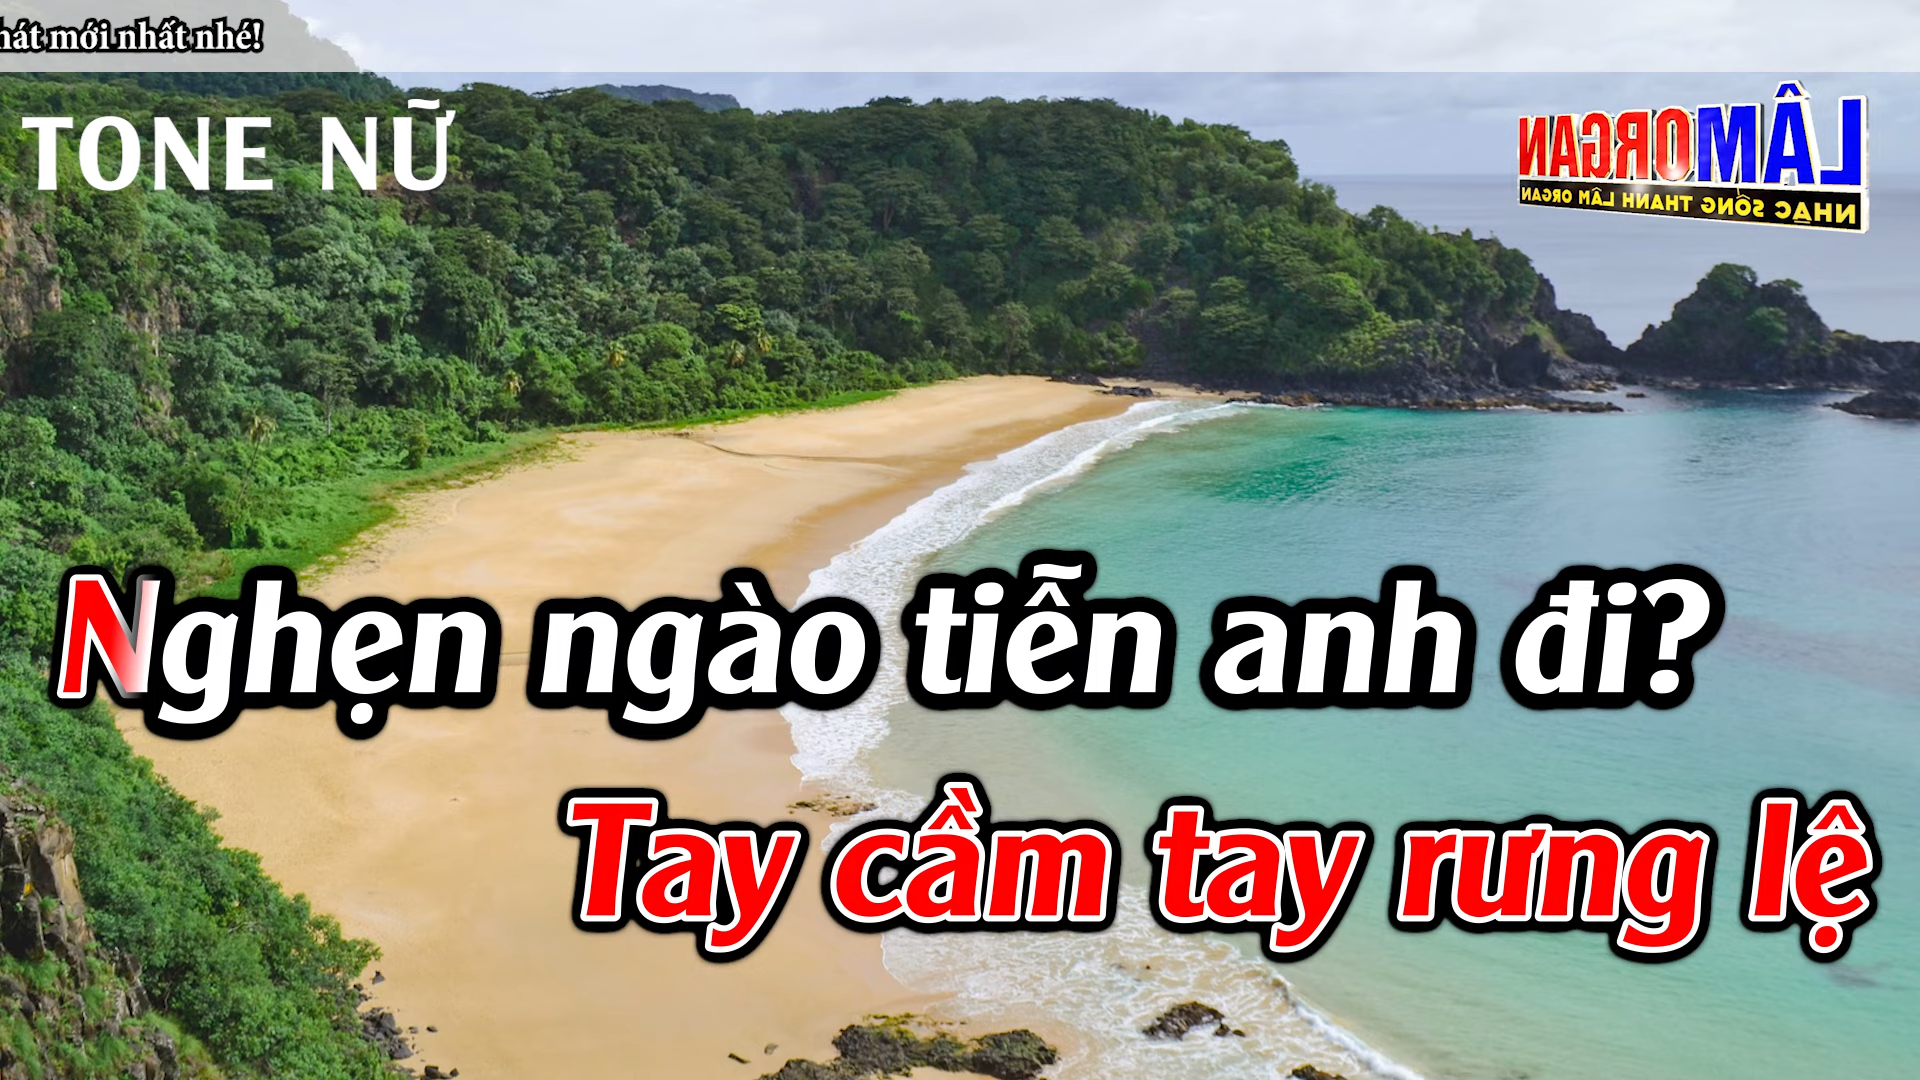 hát mới nhất nhé!
TONE NỮ
LÂM ORGAN
NHẠC SỐNG THANH LÂM ORGAN
Nghẹn ngào tiễn anh đi?
Tay cầm tay rưng lệ